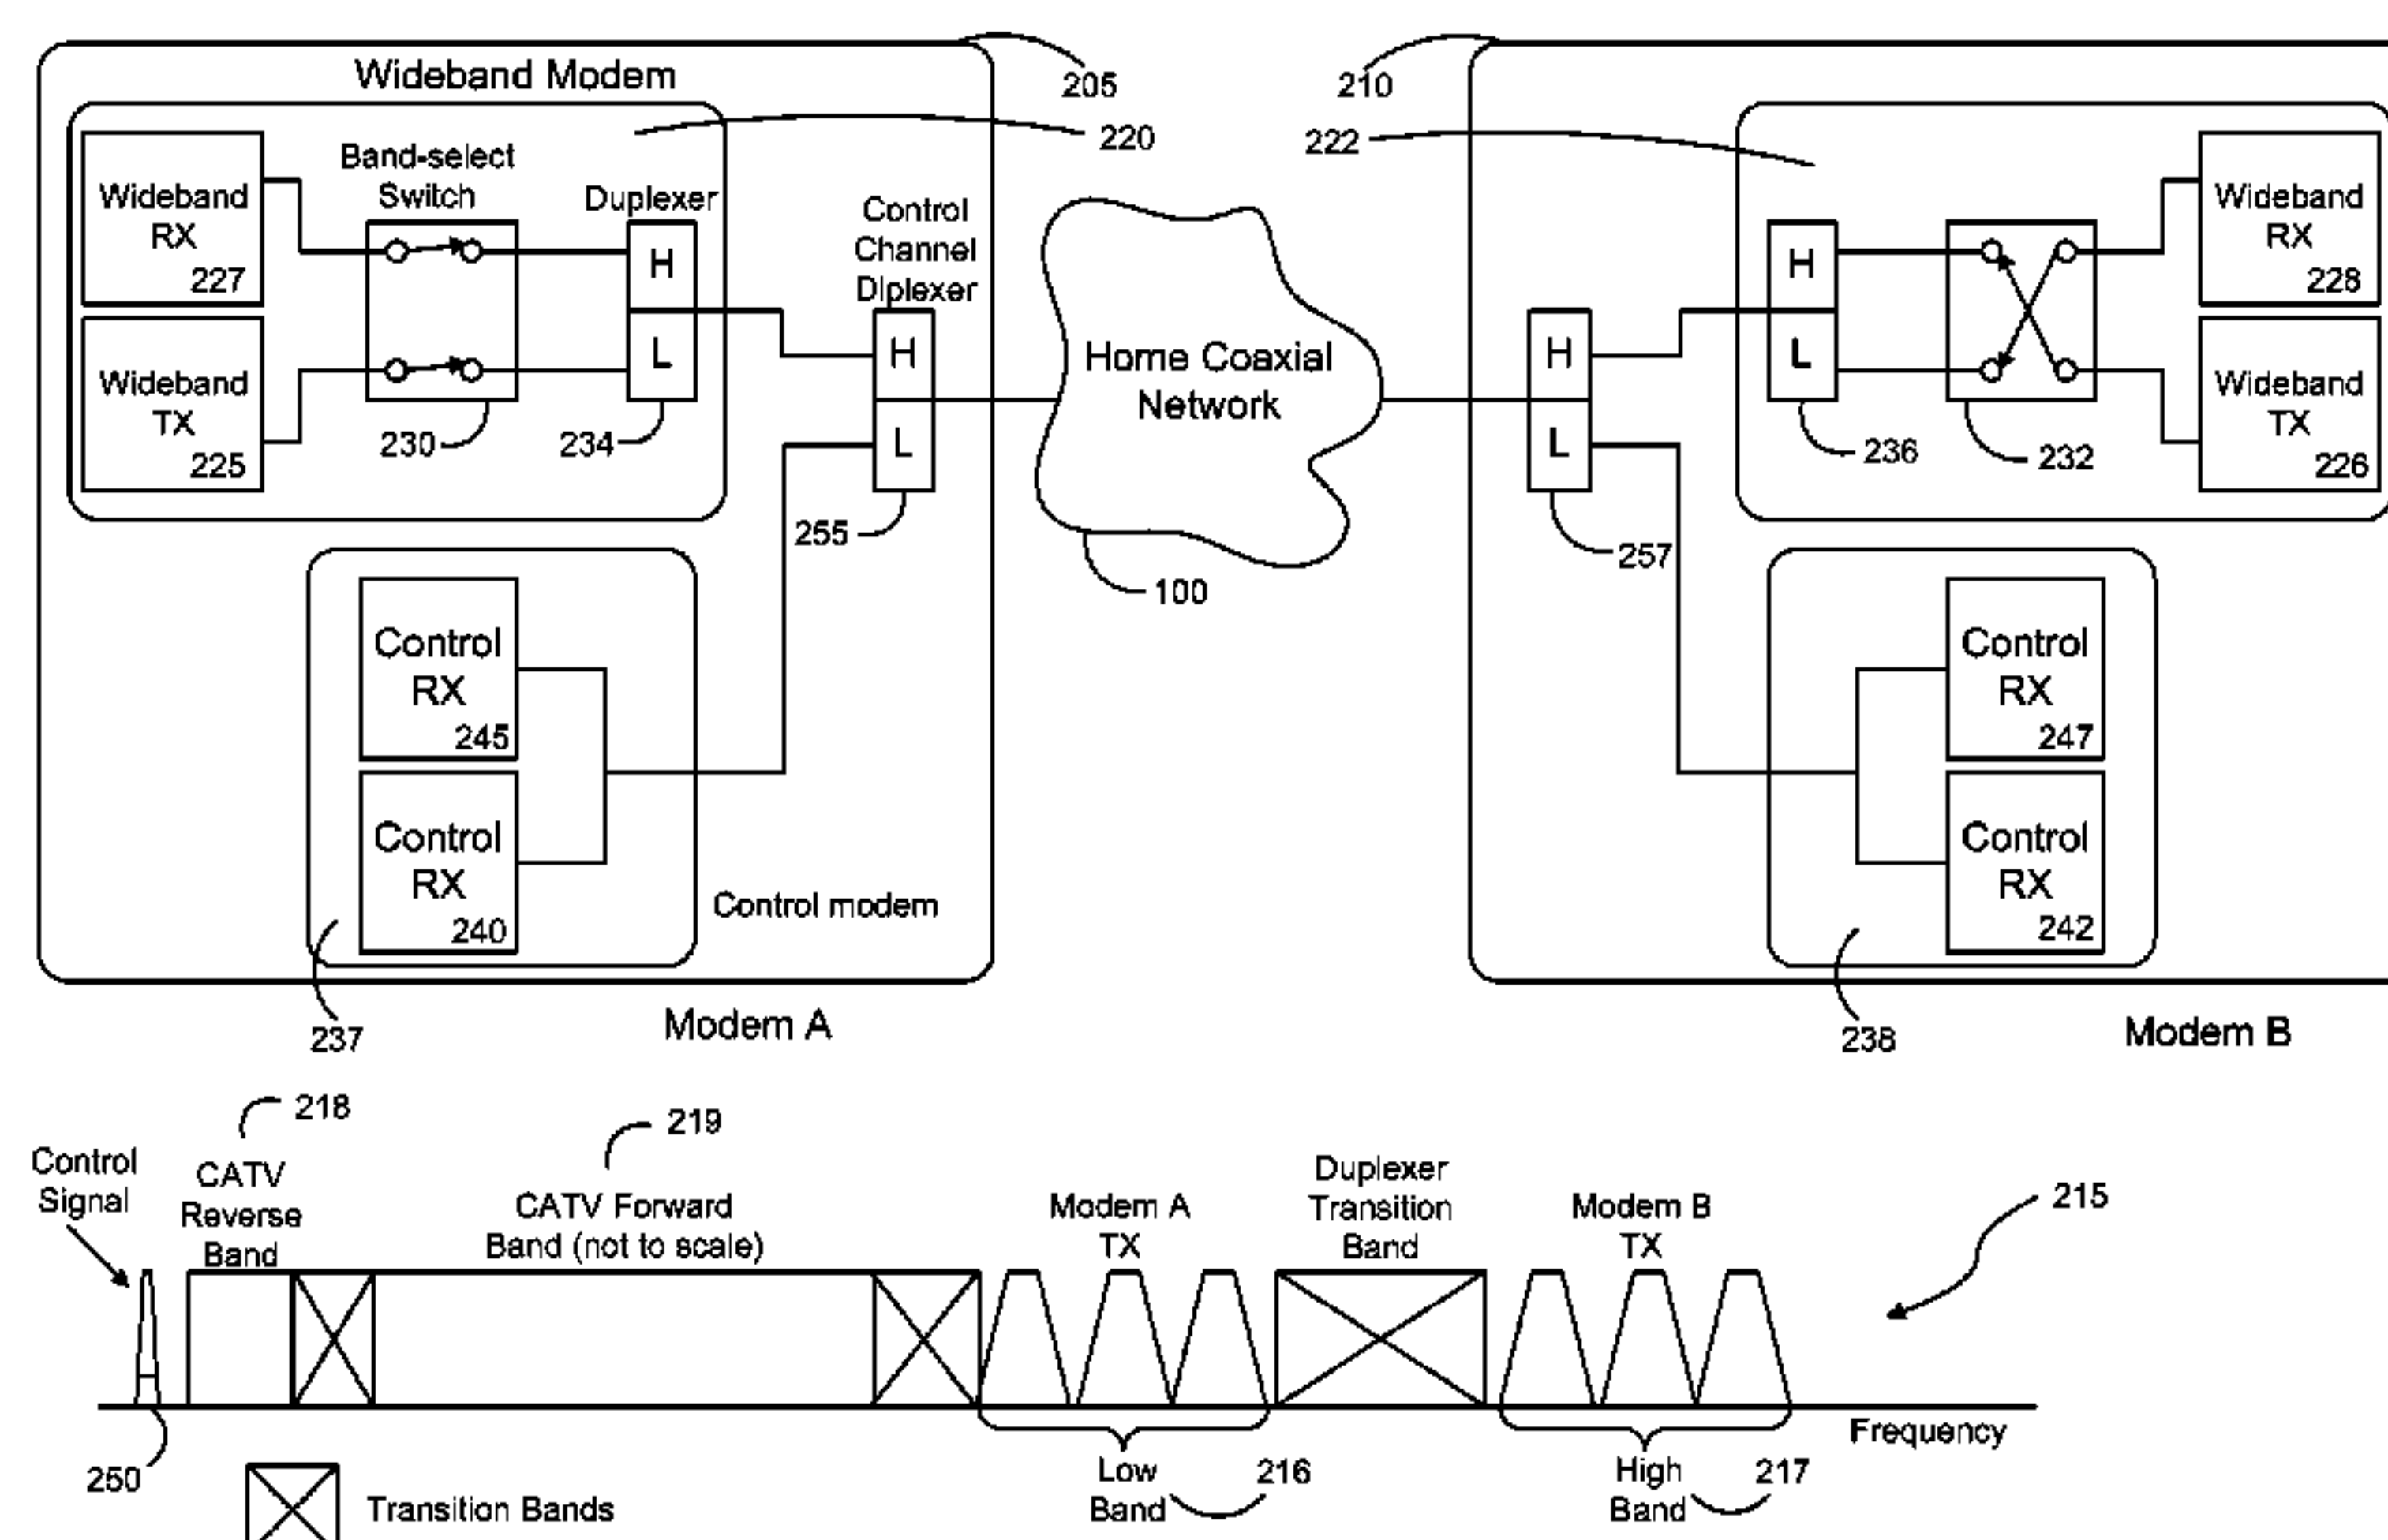 Wideband Modem
205
210
220
222
Band-select
Switch
Duplexer
Control
Channel
Diplexer
Wideband
RX
227
Wideband
TX
225
H
L
230
234
H
L
255
Home Coaxial
Network
100
H
L
257
H
L
236
232
Wideband
RX
228
Wideband
TX
226
Control
RX
245
Control
RX
240
Control modem
237
Modem A
Control
RX
247
Control
RX
242
238
Modem B
218
219
Control
Signal
CATV
Reverse
Band
CATV Forward
Band (not to scale)
Modem A
TX
Duplexer
Transition
Band
Modem B
TX
215
250
Low
Band
216
High
Band
217
Frequency
Transition Bands